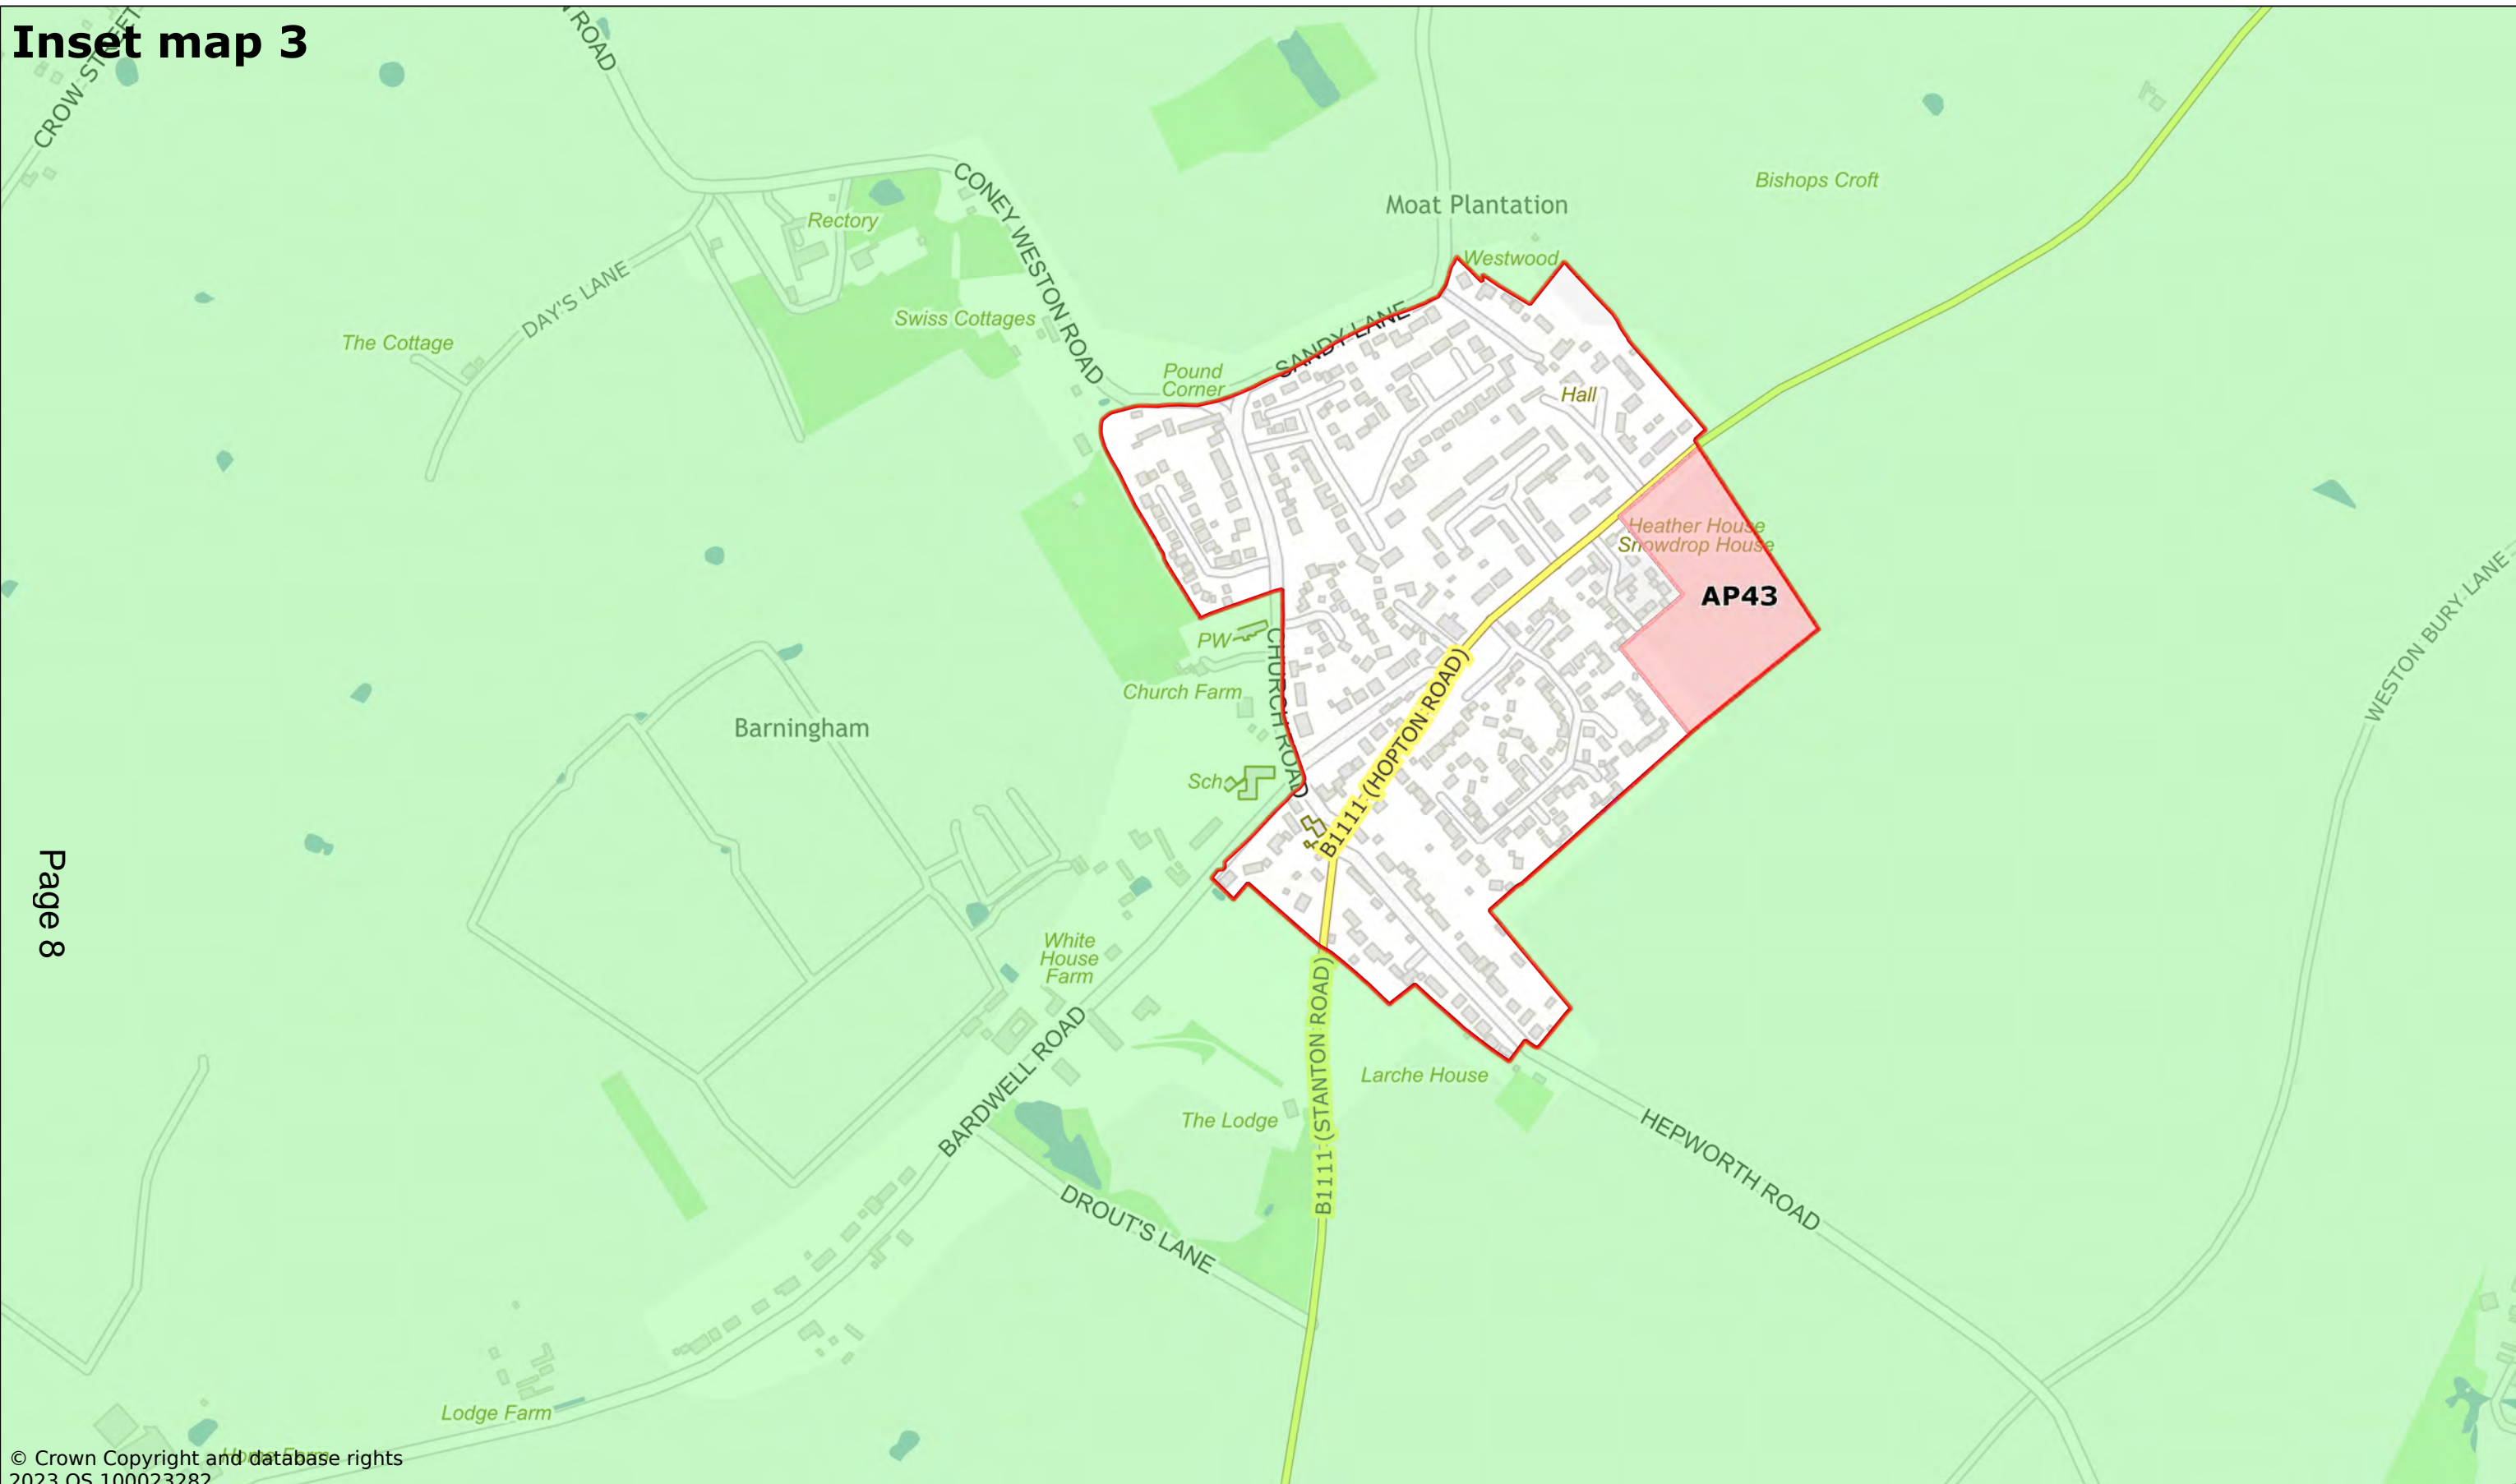 Inset map 3
CROW STREET
N ROAD
CONEY WESTON ROAD
Bishops Croft
Moat Plantation
Rectory
Westwood
DAY'S LANE
Swiss Cottages
SANDY LANE
The Cottage
Pound
Corner
Hall
Heather House
Snowdrop House
AP43
WESTON BURY LANE
PW
CHURCH ROAD
Church Farm
B1111 (HOPTON ROAD)
Barningham
Sch
Page 8
White
House
Farm
B1111 (STANTON ROAD)
BARDWELL ROAD
Larche House
The Lodge
HEPWORTH ROAD
DROUT'S LANE
Lodge Farm
Home Farm
© Crown Copyright and database rights
2023 OS 100023282